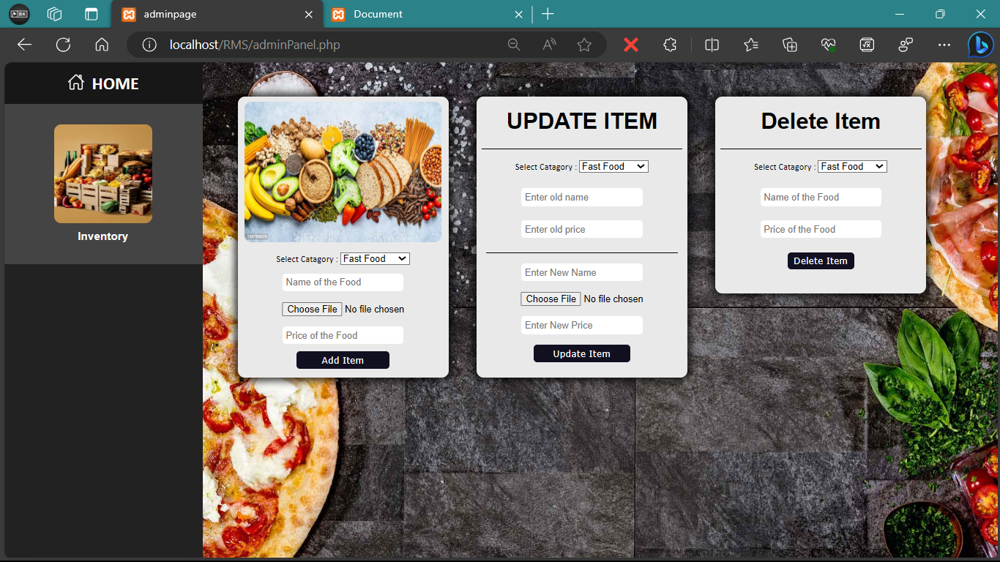 adminpage
Document
localhost/RMS/adminPanel.php
HOME
Inventory
Select Catagory : Fast Food
Name of the Food
Choose File No file chosen
Price of the Food
Add Item
UPDATE ITEM
Select Catagory : Fast Food
Enter old name
Enter old price
Enter New Name
Choose File No file chosen
Enter New Price
Update Item
Delete Item
Select Catagory : Fast Food
Name of the Food
Price of the Food
Delete Item